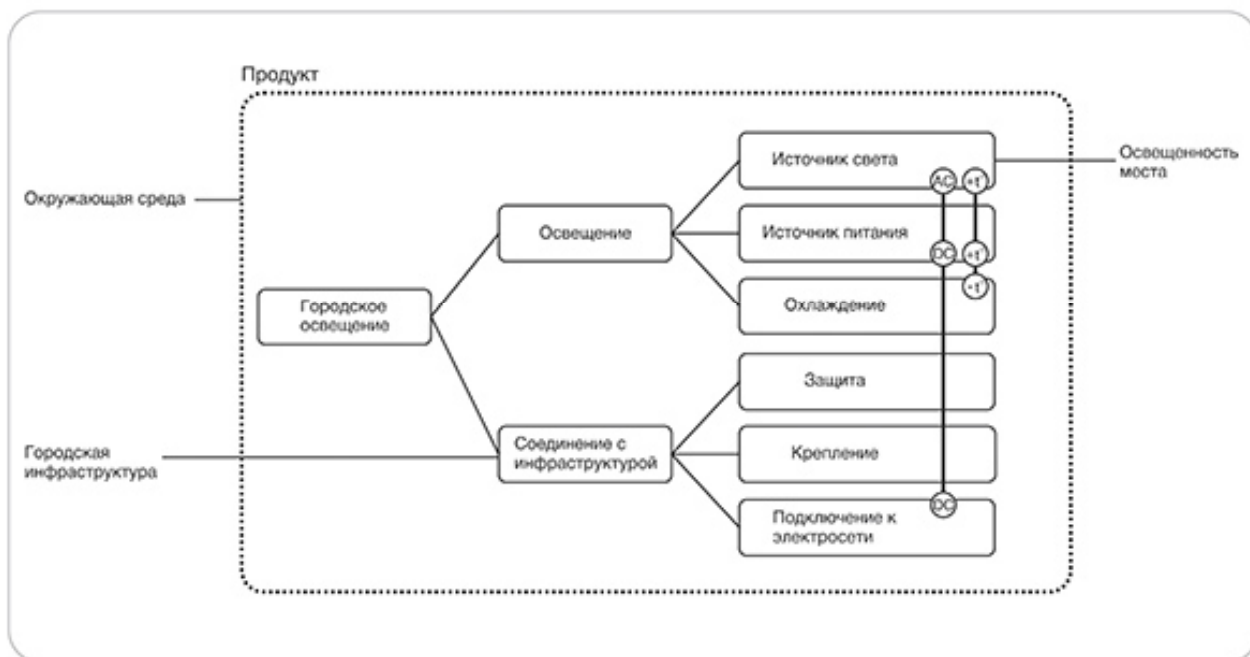 Продукт
Источник света
Освещенность
места
AC
+t°
Окружающая среда
Освещение
Источник питания
DC
+t°
Городское
освещение
Охлаждение
-t°
Защита
Городская
инфраструктура
Соединение с
инфраструктурой
Крепление
Подключение к
электросети
DC